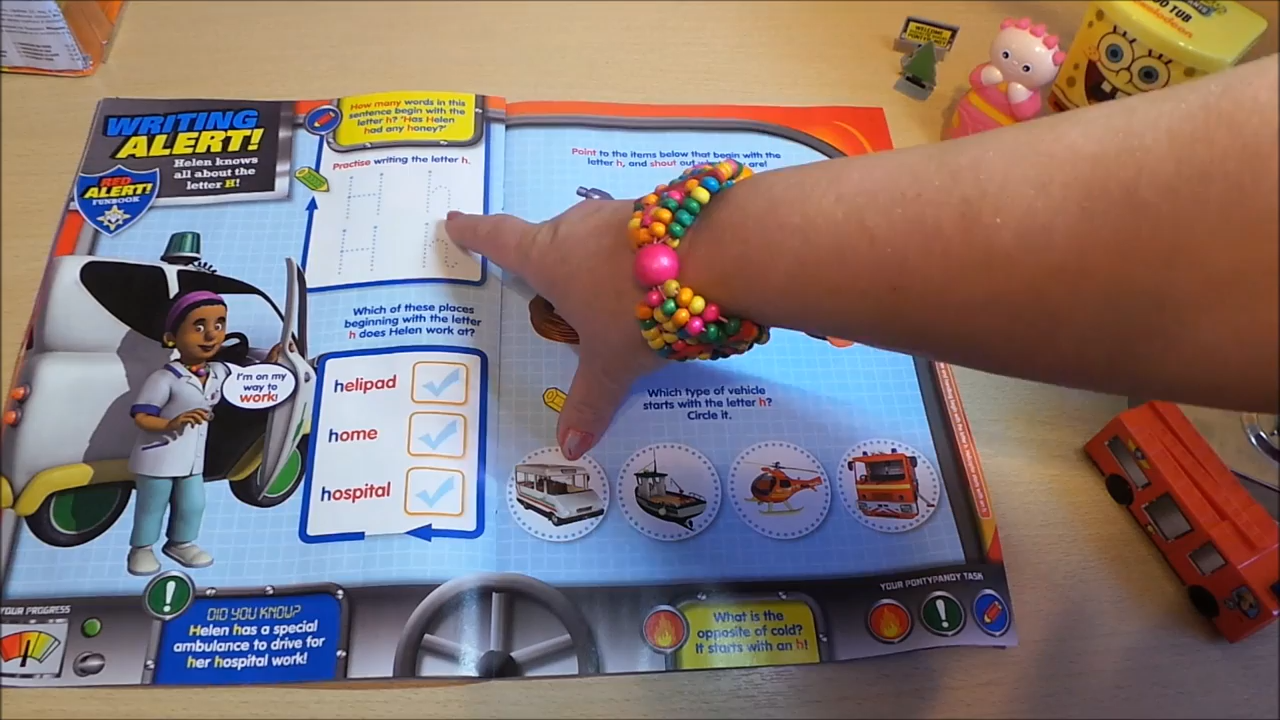 WRITING
ALERT!
Helen knows
all about the
letter H!
RED
ALERT!
FUNBOOK
How many words in this
sentence begin with the
letter h? 'Has Helen
had any honey?'
Practise writing the letter h.
H h
H h
Which of these places
beginning with the letter
h does Helen work at?
helipad
home
hospital
I'm on my
way to
work!
YOUR PROGRESS
DID YOU KNOW?
Helen has a special
ambulance to drive for
her hospital work!
Point to the items below that begin with the
letter h, and shout out are!
Which type of vehicle
starts with the letter h?
Circle it.
What is the
opposite of cold?
It starts with an h!
YOUR PONTYPANDY TASK
WELCOME
TUB
nickelodeon